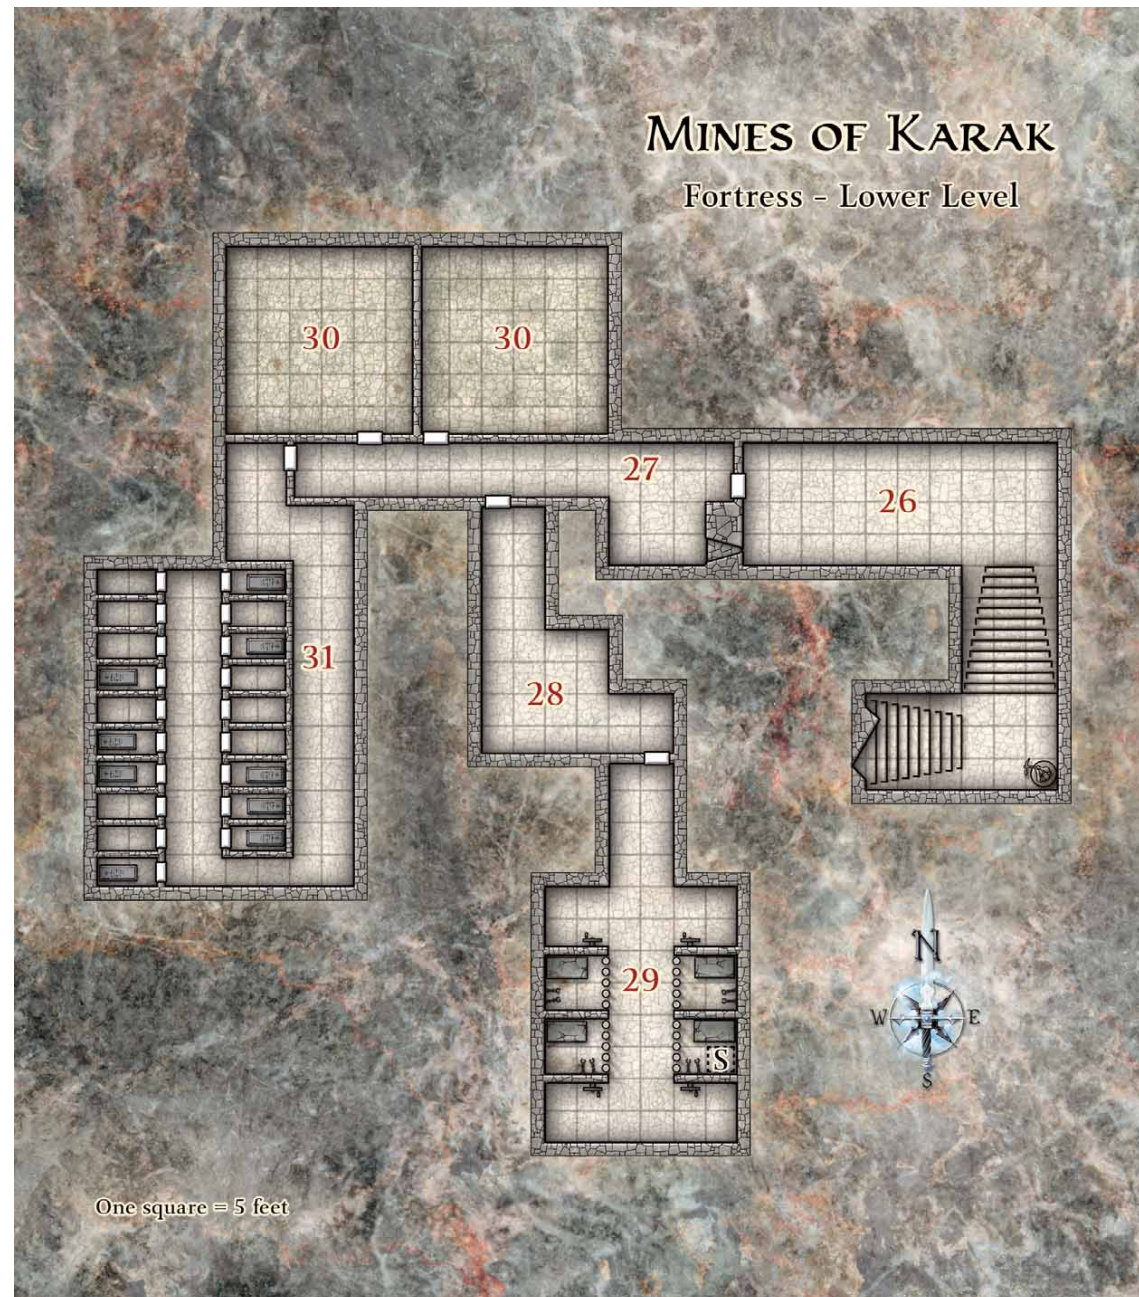 MINES OF KARAK
Fortress - Lower Level
30
30
27
26
31
28
29
S
N
W
E
S
One square = 5 feet